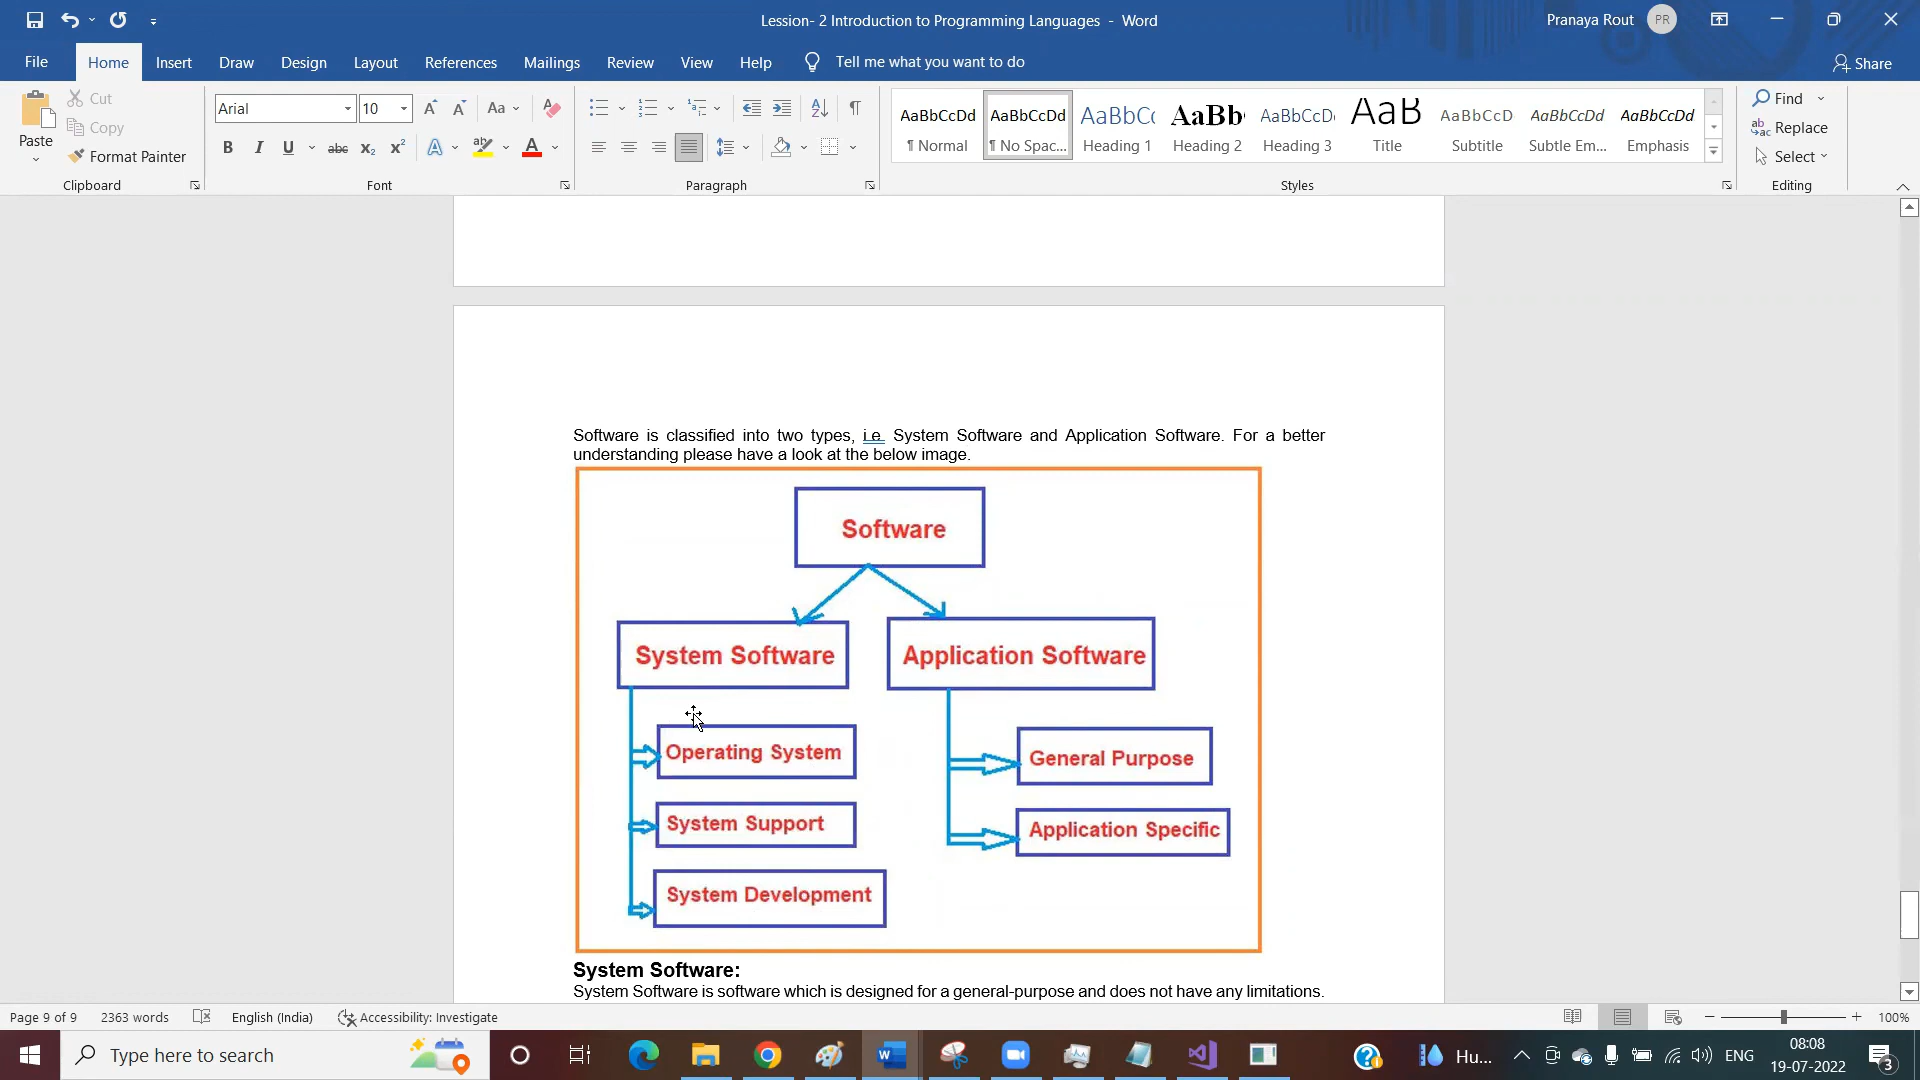 Lession- 2 Introduction to Programming Languages - Word
Pranaya Rout
PR
File
Home
Insert
Draw
Design
Layout
References
Mailings
Review
View
Help
Tell me what you want to do
Share
Paste
Cut
Copy
Format Painter
Clipboard
Arial
10
Aa
B
I
U
abc
x₂
x²
A
A
Font
Paragraph
AaBbCcDd
¶ Normal
AaBbCcDd
¶ No Spac...
AaBbC
Heading 1
AaBb
Heading 2
AaBbCcD
Heading 3
AaB
Title
AaBbCcD
Subtitle
AaBbCcDd
Subtle Em...
AaBbCcDd
Emphasis
Styles
Find
Replace
Select
Editing
Software is classified into two types, i.e. System Software and Application Software. For a better
understanding please have a look at the below image.
Software
System Software
Application Software
Operating System
General Purpose
System Support
Application Specific
System Development
System Software:
System Software is software which is designed for a general-purpose and does not have any limitations.
Page 9 of 9
2363 words
English (India)
Accessibility: Investigate
100%
Type here to search
Hu...
ENG
08:08
19-07-2022
3